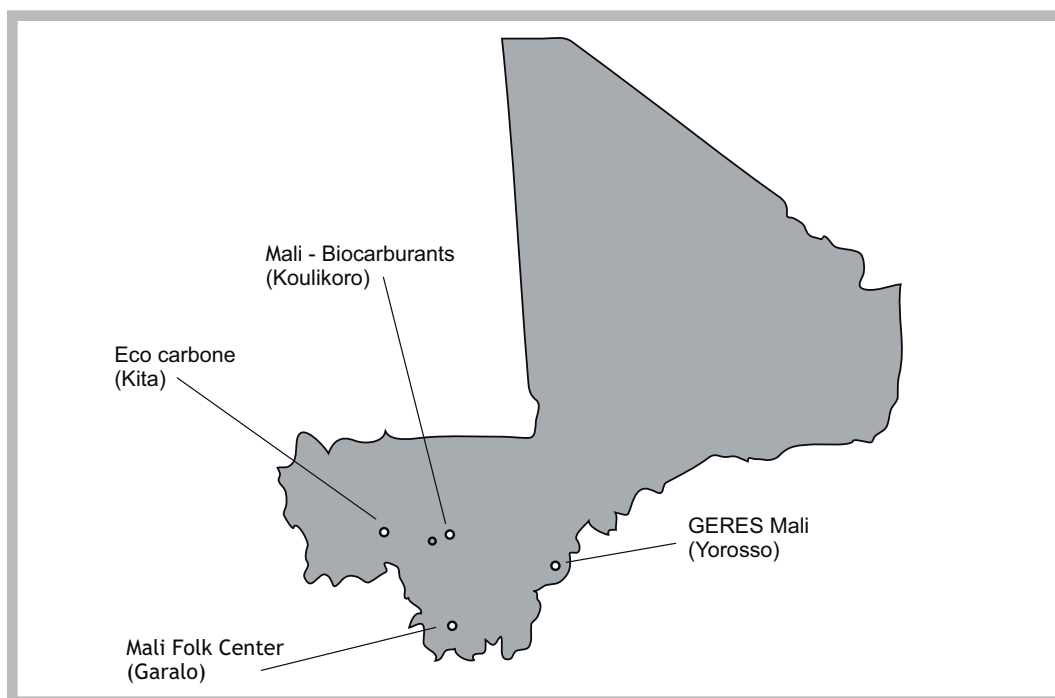 Mali - Biocarburants
(Koulikoro)
Eco carbone
(Kita)
GERES Mali
(Yorosso)
Mali Folk Center
(Garalo)